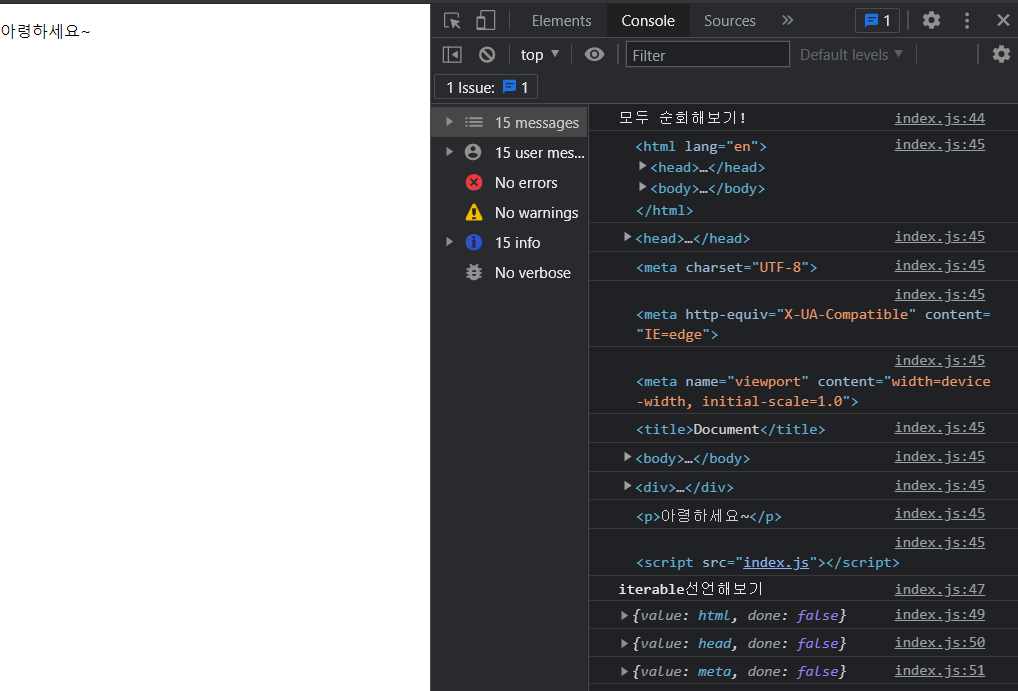 아령하세요~
Elements Console Sources » 1
top Filter Default levels
1 Issue: 1
15 messages
15 user mes...
No errors
No warnings
15 info
No verbose
모두 순회해보기! index.js:44
<html lang="en"> index.js:45
<head>…</head>
<body>…</body>
</html>
<head>…</head> index.js:45
<meta charset="UTF-8"> index.js:45
index.js:45
<meta http-equiv="X-UA-Compatible" content=
"IE=edge">
index.js:45
<meta name="viewport" content="width=device
-width, initial-scale=1.0">
<title>Document</title> index.js:45
<body>…</body> index.js:45
<div>…</div> index.js:45
<p>아령하세요~</p> index.js:45
index.js:45
<script src="index.js"></script>
iterable선언해보기 index.js:47
{value: html, done: false} index.js:49
{value: head, done: false} index.js:50
{value: meta, done: false} index.js:51